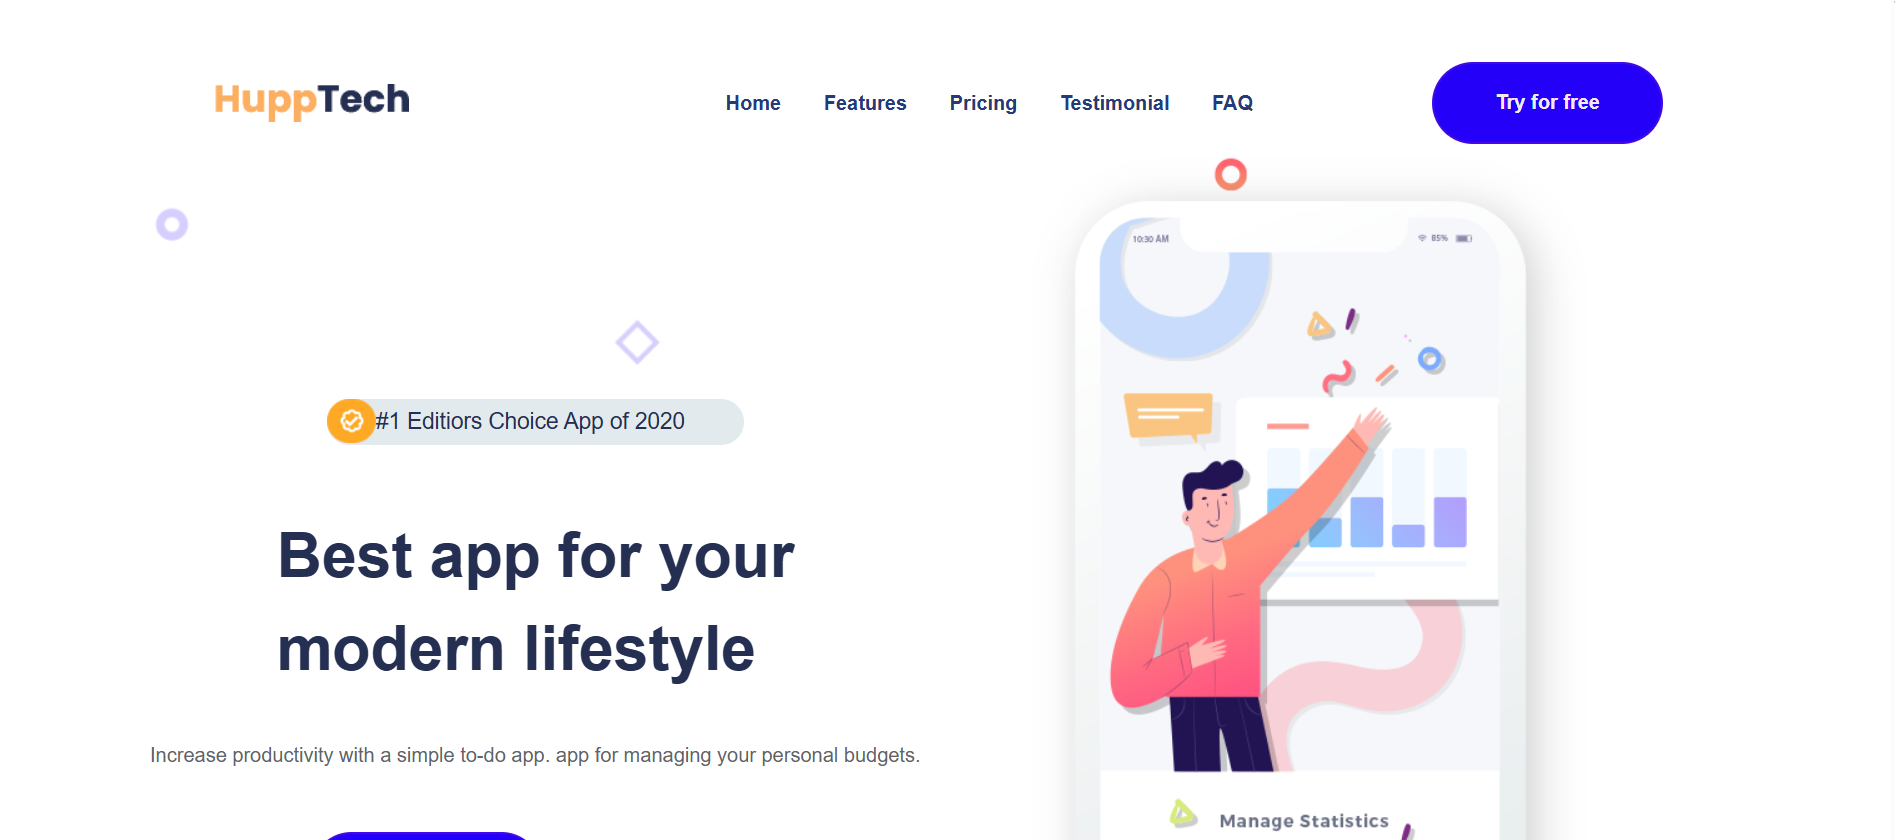 HuppTech
Home Features Pricing Testimonial FAQ
Try for free
10:30 AM 85%
#1 Editiors Choice App of 2020
Best app for your
modern lifestyle
Increase productivity with a simple to-do app. app for managing your personal budgets.
Manage Statistics